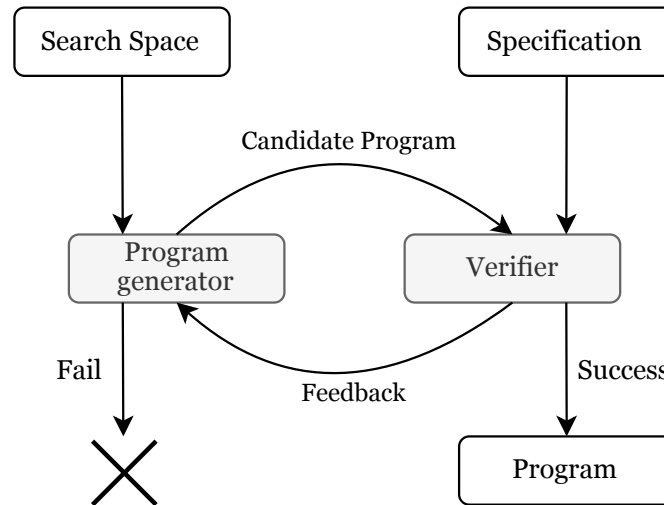 Search Space
Specification
Candidate Program
Program
generator
Verifier
Fail
Feedback
Success
Program